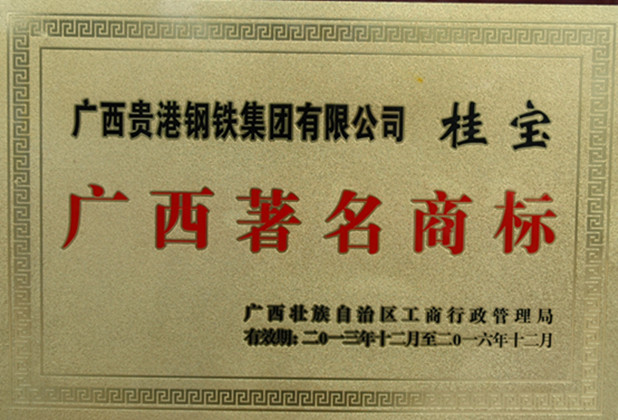 广西贵港钢铁集团有限公司 桂宝
广西著名商标
广西壮族自治区工商行政管理局
有效期:二〇一三年十二月至二〇一六年十二月